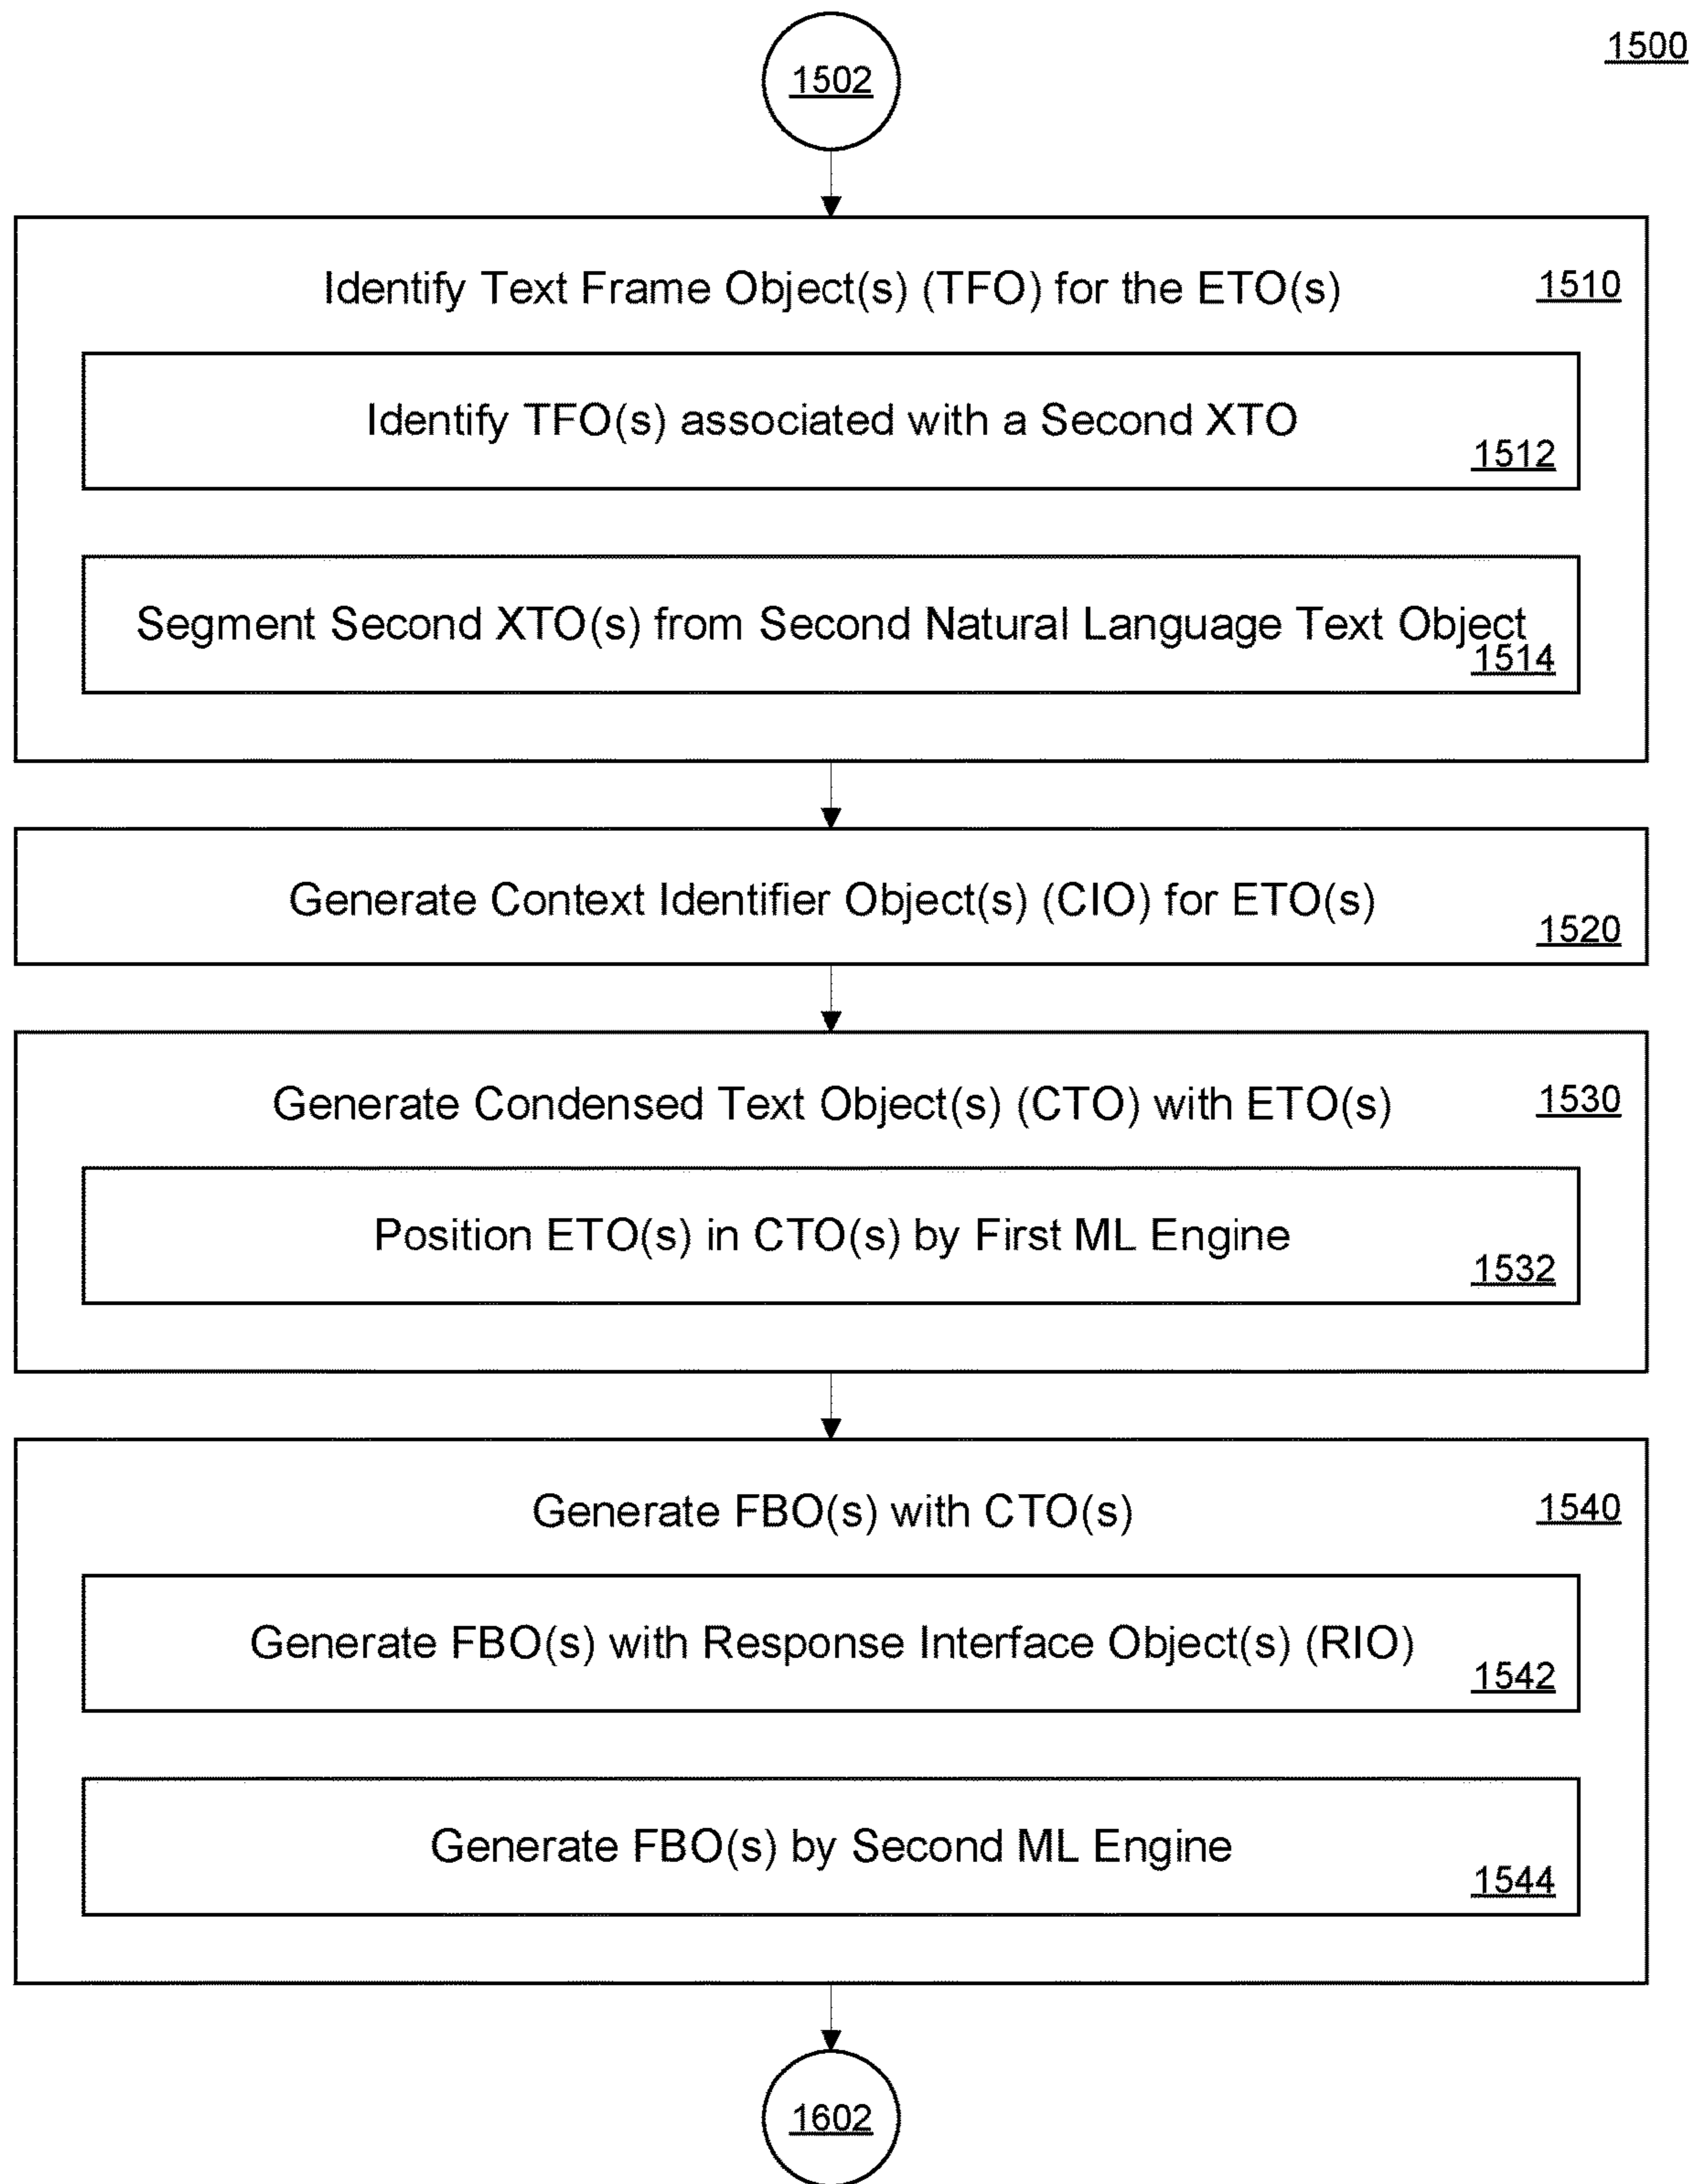 1500
1502
Identify Text Frame Object(s) (TFO) for the ETO(s)
1510
Identify TFO(s) associated with a Second XTO
1512
Segment Second XTO(s) from Second Natural Language Text Object
1514
Generate Context Identifier Object(s) (CIO) for ETO(s)
1520
Generate Condensed Text Object(s) (CTO) with ETO(s)
1530
Position ETO(s) in CTO(s) by First ML Engine
1532
Generate FBO(s) with CTO(s)
1540
Generate FBO(s) with Response Interface Object(s) (RIO)
1542
Generate FBO(s) by Second ML Engine
1544
1602